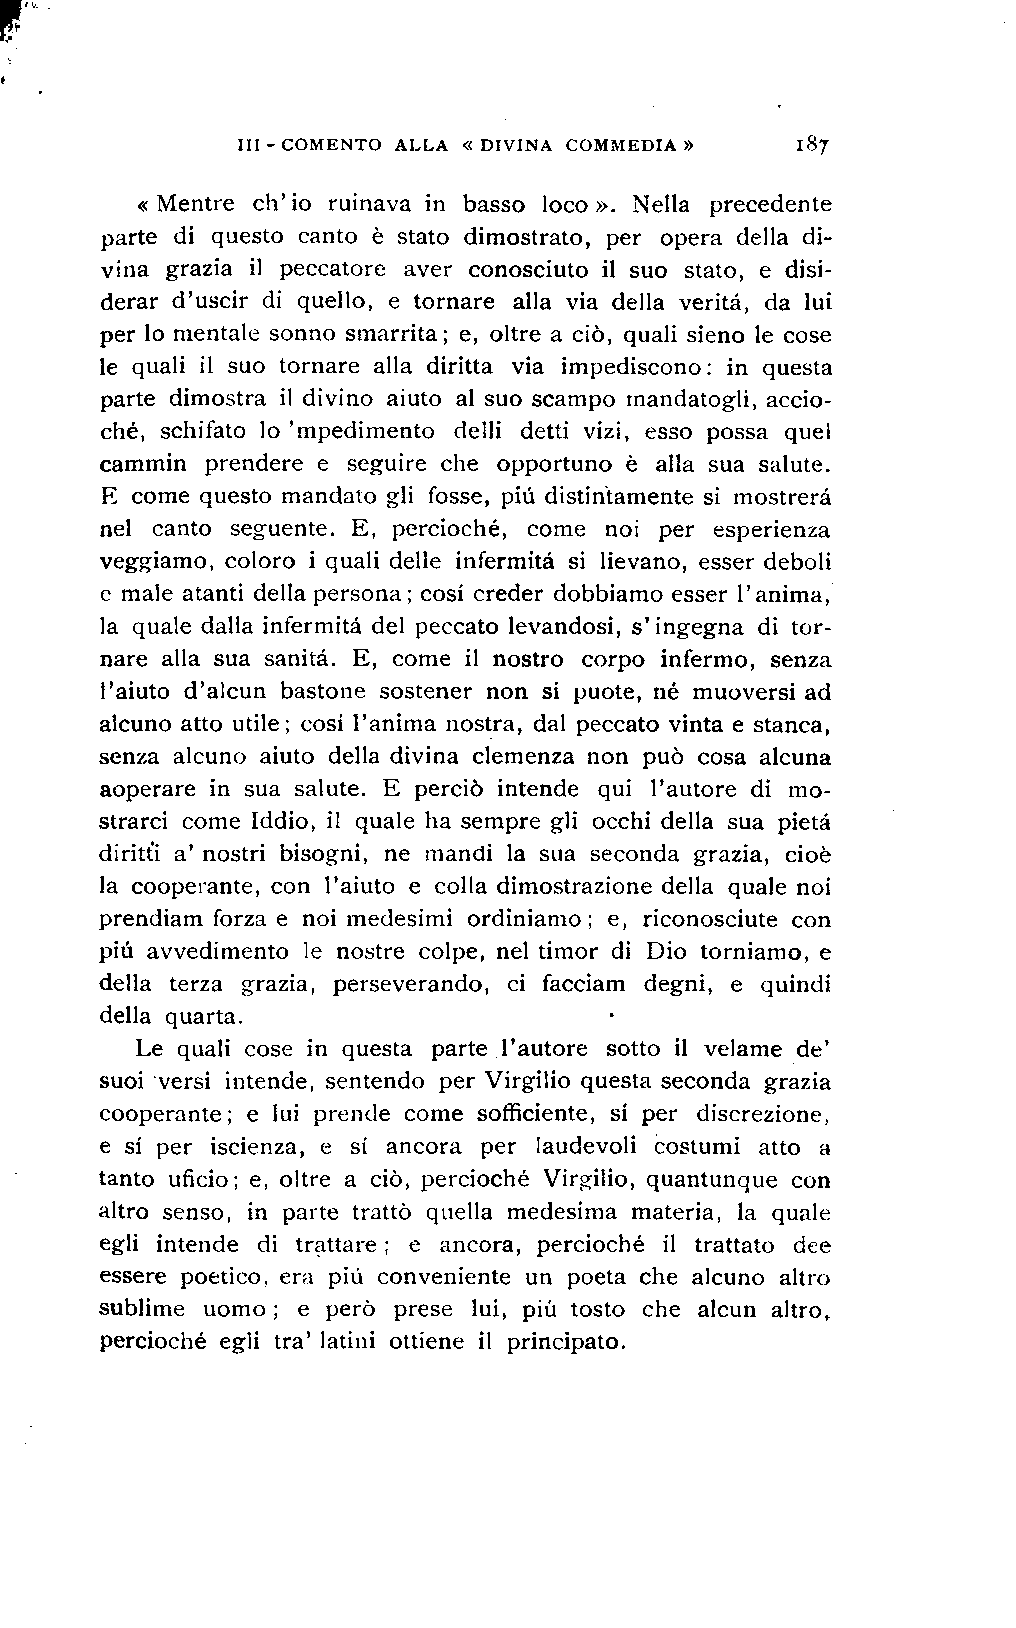 III - COMENTO ALLA « DIVINA COMMEDIA » 187
« Mentre ch' io ruinava in basso loco ». Nella precedente
parte di questo canto è stato dimostrato, per opera della di-
vina grazia il peccatore aver conosciuto il suo stato, e disi-
derar d'uscir di quello, e tornare alla via della veritá, da lui
per lo mentale sonno smarrita; e, oltre a ciò, quali sieno le cose
le quali il suo tornare alla diritta via impediscono: in questa
parte dimostra il divino aiuto al suo scampo mandatogli, accio-
ché, schifato lo 'mpedimento delli detti vizi, esso possa quel
cammin prendere e seguire che opportuno è alla sua salute.
E come questo mandato gli fosse, piú distintamente si mostrerá
nel canto seguente. E, percioché, come noi per esperienza
veggiamo, coloro i quali delle infermitá si lievano, esser deboli
e male atanti della persona; cosí creder dobbiamo esser l'anima,
la quale dalla infermitá del peccato levandosi, s'ingegna di tor-
nare alla sua sanitá. E, come il nostro corpo infermo, senza
l'aiuto d'alcun bastone sostener non si puote, né muoversi ad
alcuno atto utile; cosí l'anima nostra, dal peccato vinta e stanca,
senza alcuno aiuto della divina clemenza non può cosa alcuna
aoperare in sua salute. E perciò intende qui l'autore di mo-
strarci come Iddio, il quale ha sempre gli occhi della sua pietá
diritti a' nostri bisogni, ne mandi la sua seconda grazia, cioè
la cooperante, con l'aiuto e colla dimostrazione della quale noi
prendiam forza e noi medesimi ordiniamo; e, riconosciute con
piú avvedimento le nostre colpe, nel timor di Dio torniamo, e
della terza grazia, perseverando, ci facciam degni, e quindi
della quarta.
Le quali cose in questa parte l'autore sotto il velame de'
suoi versi intende, sentendo per Virgilio questa seconda grazia
cooperante; e lui prende come sofficiente, sí per discrezione,
e sí per iscienza, e sí ancora per laudevoli costumi atto a
tanto uficio; e, oltre a ciò, percioché Virgilio, quantunque con
altro senso, in parte trattò quella medesima materia, la quale
egli intende di trattare; e ancora, percioché il trattato dee
essere poetico, era piú conveniente un poeta che alcuno altro
sublime uomo; e però prese lui, piú tosto che alcun altro,
percioché egli tra' latini ottiene il principato.